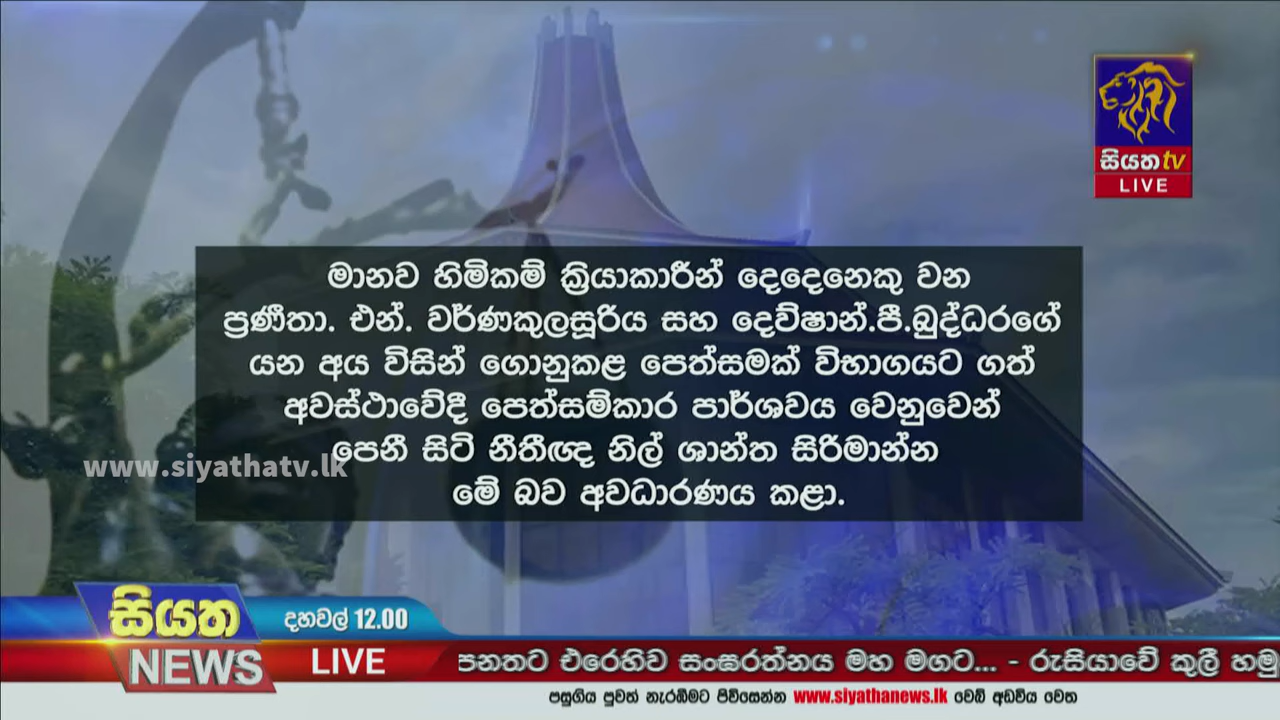 සියත tv
LIVE
මානව හිමිකම් ක්‍රියාකාරීන් දෙදෙනෙකු වන
ප්‍රණීතා. එන්. වර්ණකුලසූරිය සහ දෙව්ෂාන්.පී.බුද්ධරගේ
යන අය විසින් ගොනුකළ පෙත්සමක් විභාගයට ගත්
අවස්ථාවේදී පෙත්සම්කාර පාර්ශවය වෙනුවෙන්
පෙනී සිටි නීතීඥ නිල් ශාන්ත සිරිමාන්න
මේ බව අවධාරණය කළා.
www.siyathatv.lk
සියත
NEWS
දහවල් 12.00
LIVE
පනතට එරෙහිව සංඝරත්නය මහ මගට... - රුසියාවේ කුලී හමු
පසුගිය පුවත් නැරඹීමට පිවිසෙන්න www.siyathanews.lk වෙබ් අඩවිය වෙත